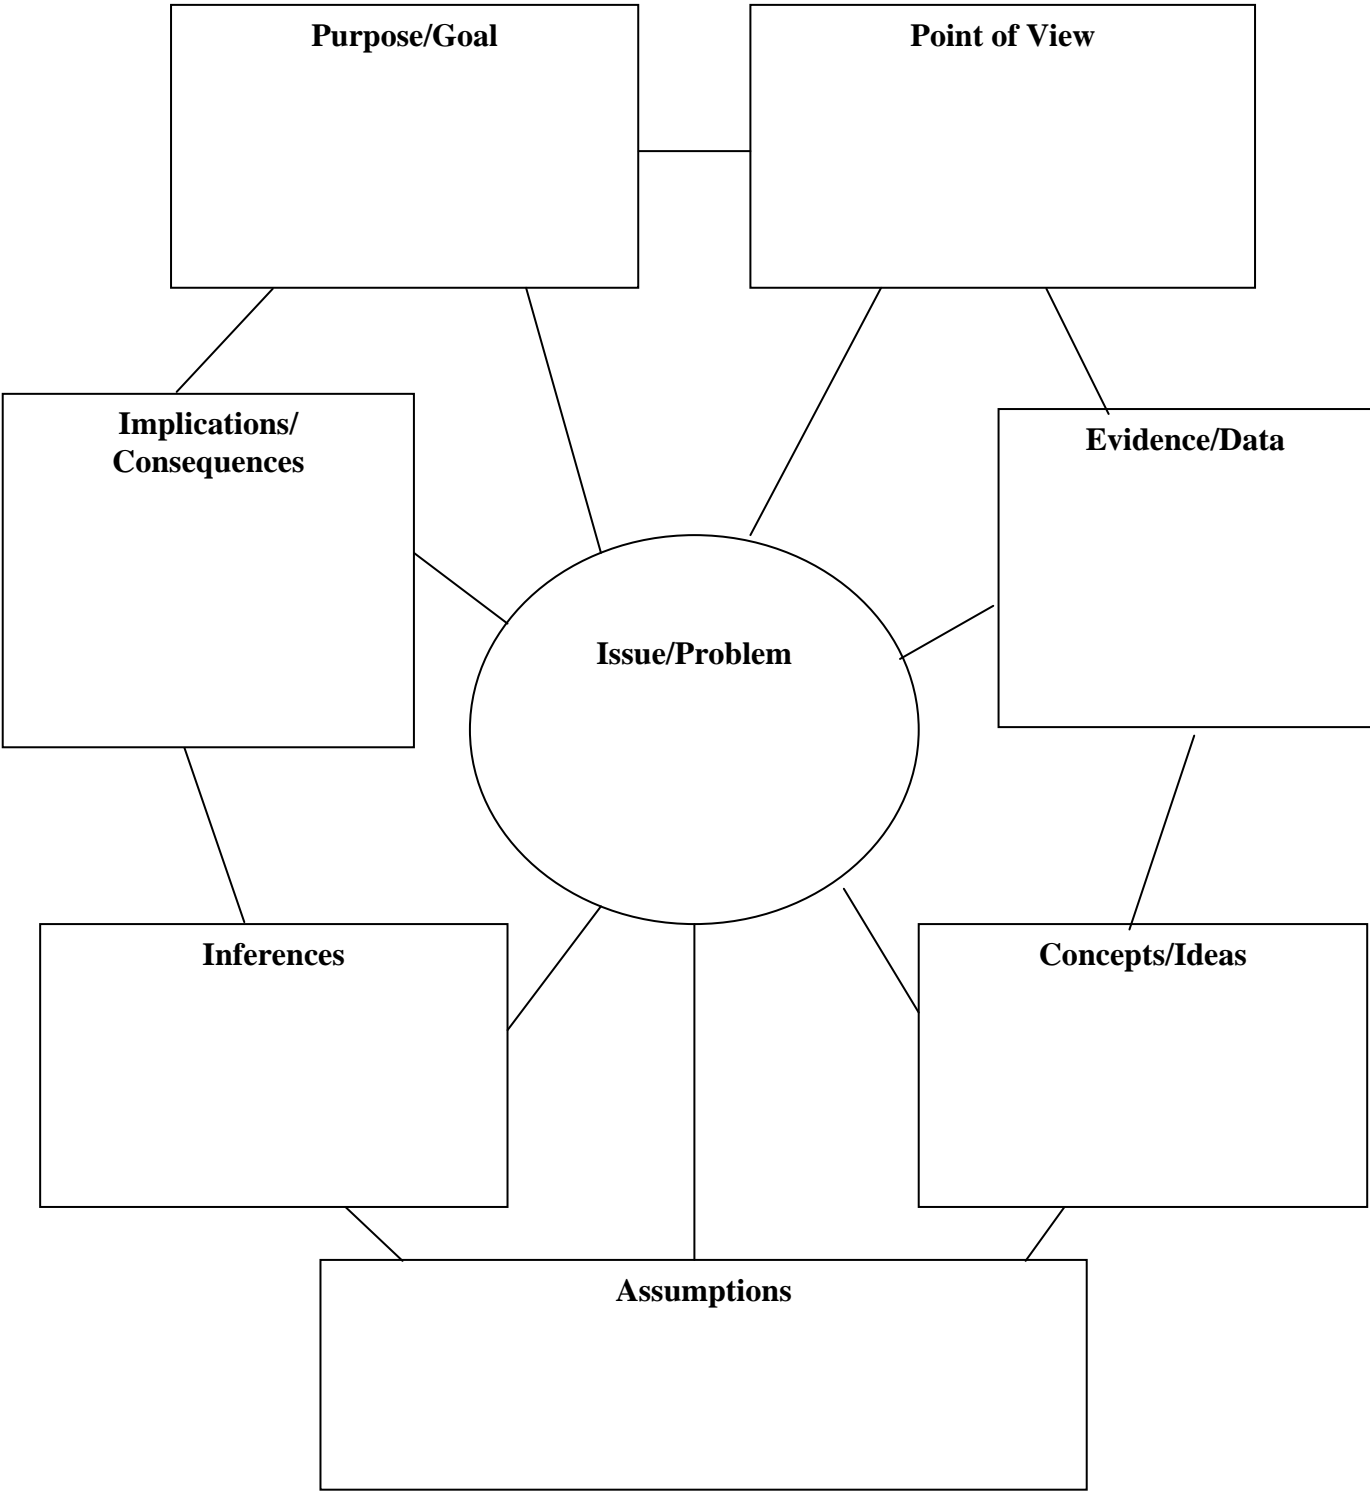 Purpose/Goal
Point of View
Implications/
Consequences
Evidence/Data
Issue/Problem
Inferences
Concepts/Ideas
Assumptions